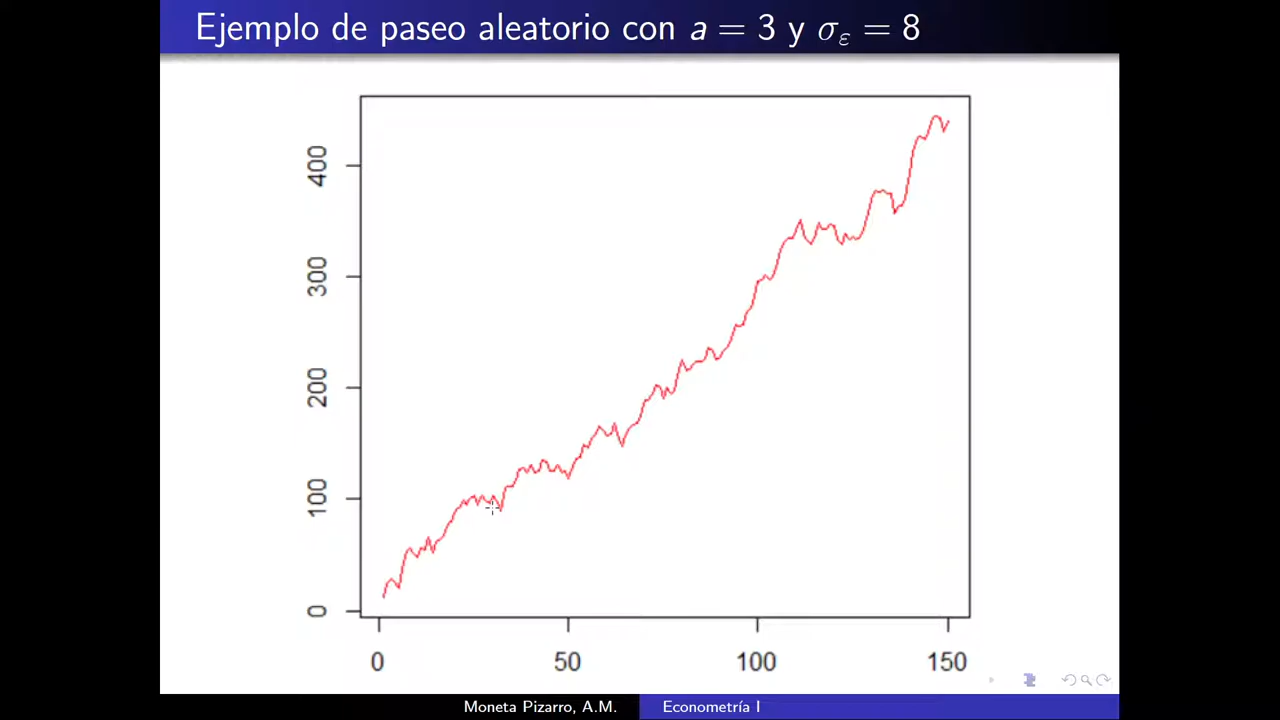 Ejemplo de paseo aleatorio con a = 3 y σε = 8
400
300
200
100
0
0 50 100 150
Moneta Pizarro, A.M. Econometría I